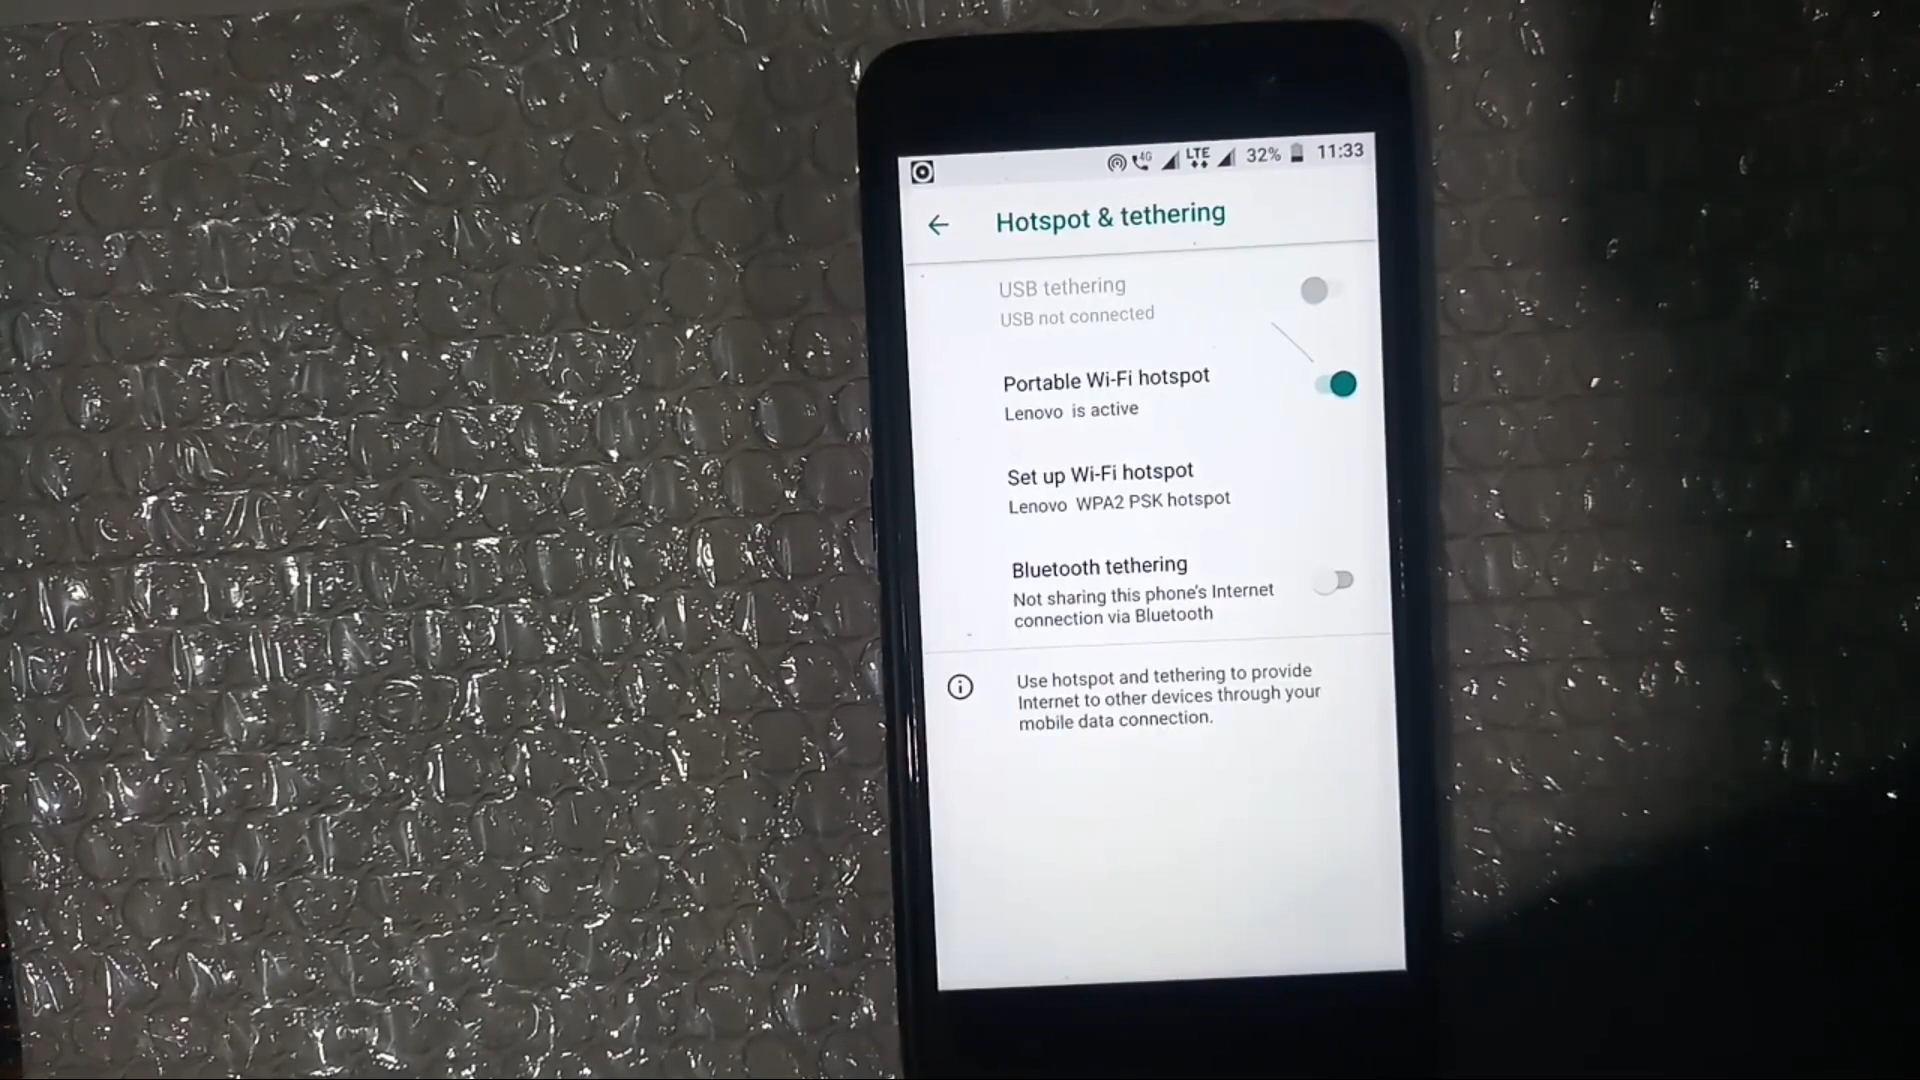 4G LTE 32% 11:33
Hotspot & tethering
USB tethering
USB not connected
Portable Wi-Fi hotspot
Lenovo is active
Set up Wi-Fi hotspot
Lenovo WPA2 PSK hotspot
Bluetooth tethering
Not sharing this phone's Internet
connection via Bluetooth
Use hotspot and tethering to provide
Internet to other devices through your
mobile data connection.